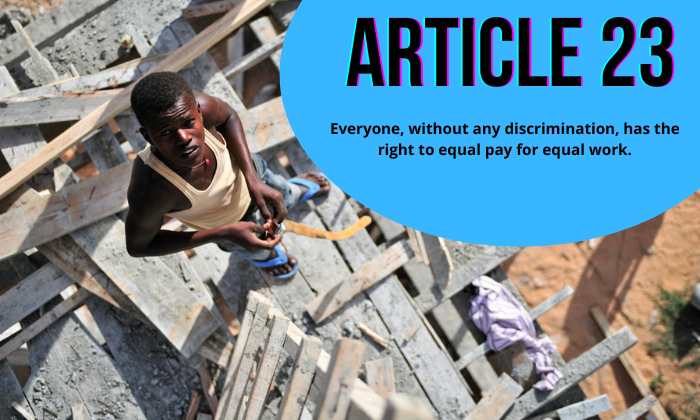 ARTICLE 23
Everyone, without any discrimination, has the
right to equal pay for equal work.